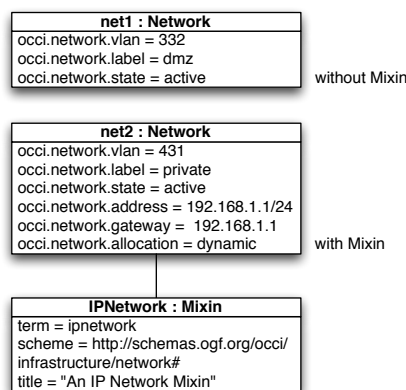 net1 : Network
occi.network.vlan = 332
occi.network.label = dmz
occi.network.state = active
without Mixin
net2 : Network
occi.network.vlan = 431
occi.network.label = private
occi.network.state = active
occi.network.address = 192.168.1.1/24
occi.network.gateway = 192.168.1.1
occi.network.allocation = dynamic
with Mixin
IPNetwork : Mixin
term = ipnetwork
scheme = http://schemas.ogf.org/occi/
infrastructure/network#
title = "An IP Network Mixin"